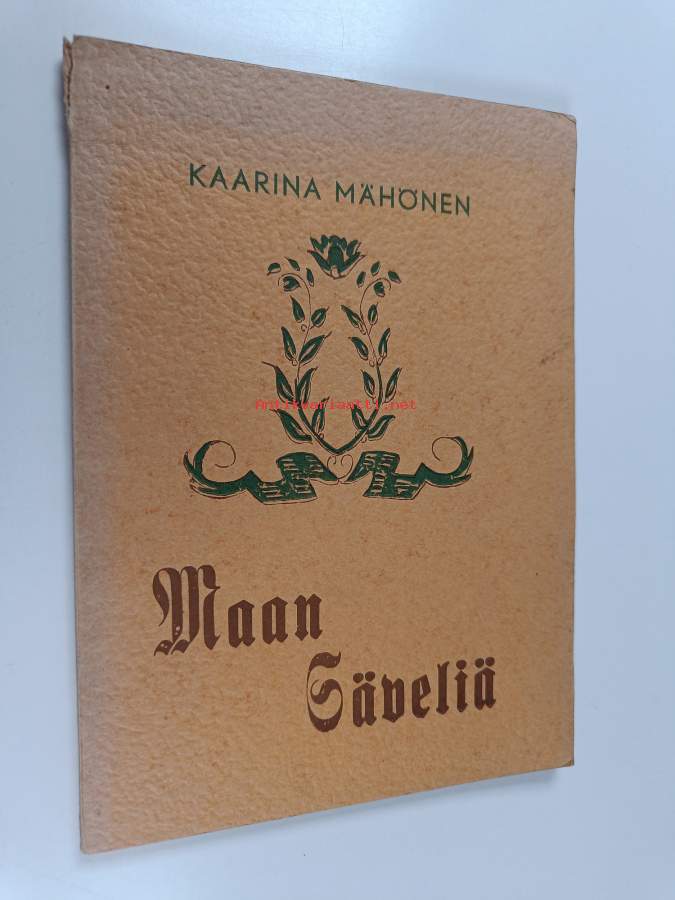 KAARINA MÄHÖNEN
Antikvariaatti.net
Maan
Säveliä